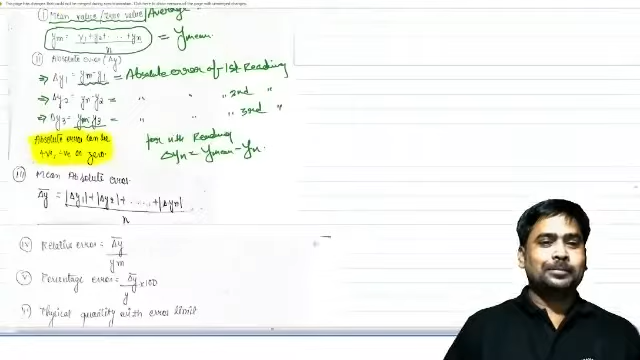 i) Mean value / true value / Average
ym = y1 + y2 + ... + yn / n = ymean
ii) Absolute error (Δy)
⇒ Δy1 = ym - y1 = Absolute error of 1st Reading
⇒ Δy2 = ym - y2 = " " " 2nd "
⇒ Δy3 = ym - y3 = " " " 3rd "
Absolute error can be +ve, -ve or zero.
for nth Reading
Δyn = ymean - yn.
iii) Mean Absolute error
Δy = |Δy1| + |Δy2| + ..... + |Δyn| / n
iv) Relative error = Δy / ym
v) Percentage error = Δy / y × 100
vi) Physical quantity with error limit